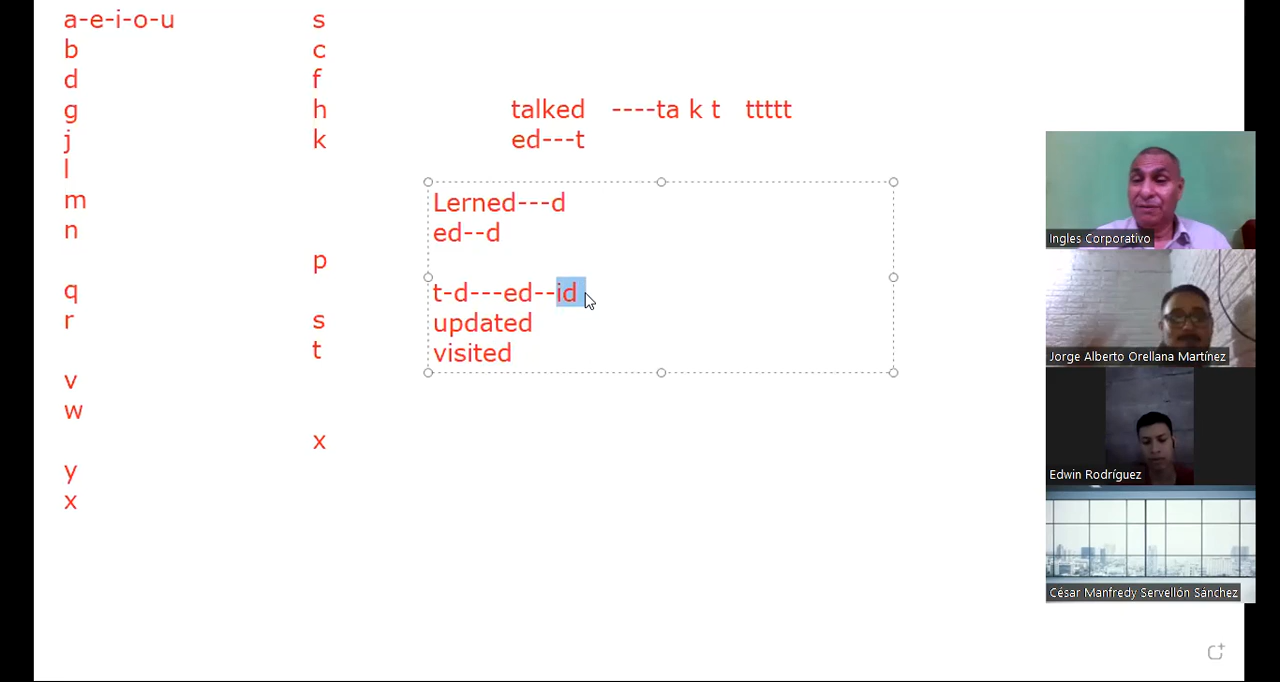 a-e-i-o-u s
b c
d f
g h talked ----ta k t ttttt
j k ed---t
l
m Lerned---d
n ed--d
p
q t-d---ed--id
r s updated
t visited
v
w
x
y
x
Ingles Corporativo
Jorge Alberto Orellana Martínez
Edwin Rodríguez
César Manfredy Servellón Sánchez